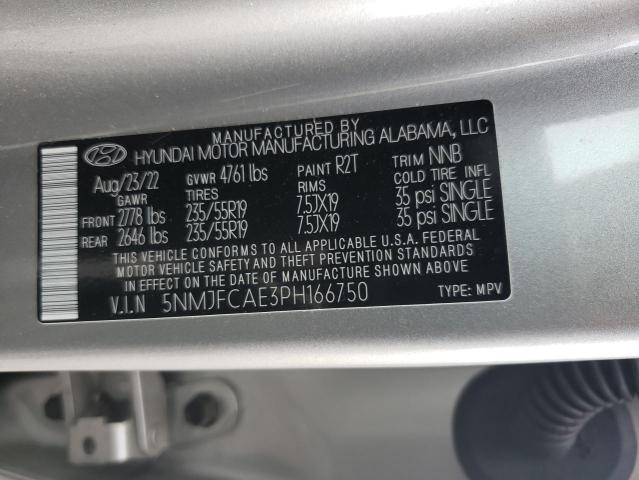 MANUFACTURED BY
HYUNDAI MOTOR MANUFACTURING ALABAMA, LLC
Aug/23/22 GVWR 4761 lbs PAINT R2T TRIM NNB
GAWR TIRES RIMS COLD TIRE INFL
FRONT 2778 lbs 235/55R19 7.5JX19 35 psi SINGLE
REAR 2646 lbs 235/55R19 7.5JX19 35 psi SINGLE
THIS VEHICLE CONFORMS TO ALL APPLICABLE U.S.A. FEDERAL
MOTOR VEHICLE SAFETY AND THEFT PREVENTION STANDARDS
IN EFFECT ON THE DATE OF MANUFACTURE SHOWN ABOVE.
V.I.N 5NMJFCAE3PH166750 TYPE: MPV